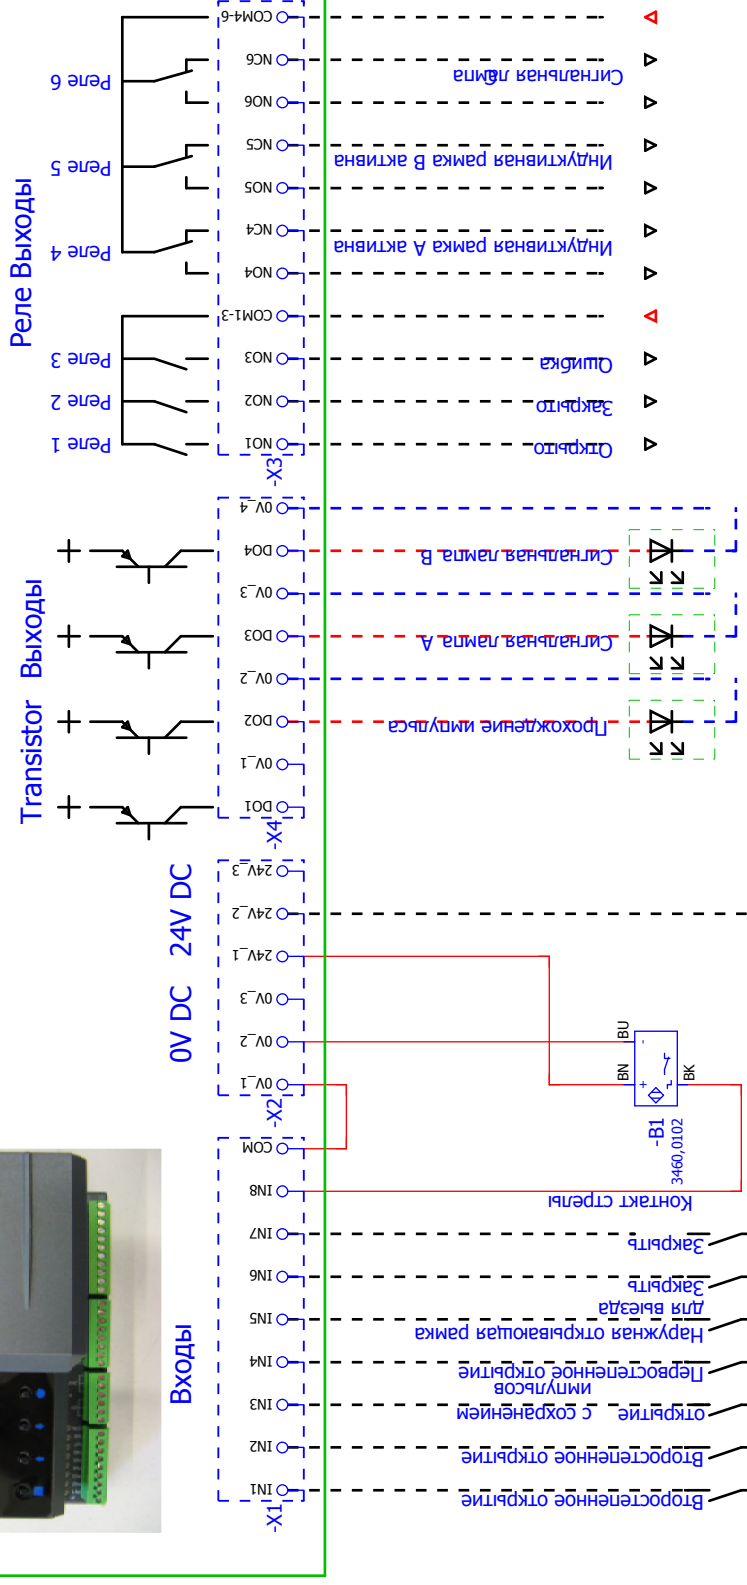 Реле Выходы
Реле 6
Реле 5
Реле 4
Реле 3
Реле 2
Реле 1
COM4-6
NC6
NO6
NC5
NO5
NC4
NO4
COM1-3
NO3
NO2
NO1
-X3
Сигнальная лампа
Индуктивная рамка B активна
Индуктивная рамка A активна
Ошибка
Закрыто
Открыто
Transistor Выходы
0V_4
DO4
0V_3
DO3
0V_2
DO2
0V_1
DO1
-X4
Сигнальная лампа B
Сигнальная лампа A
Прохождение импульса
0V DC 24V DC
24V_3
24V_2
24V_1
0V_3
0V_2
0V_1
-X2
BU
BN
BK
-B1
3460,0102
Входы
COM
IN8
IN7
IN6
IN5
IN4
IN3
IN2
IN1
-X1
Контакт стрелы
Закрыть
Закрыть
Наружная открывающая рамка
для выезда
Первостепенное открытие
открытие с сохранением
импульсов
Второстепенное открытие
Второстепенное открытие